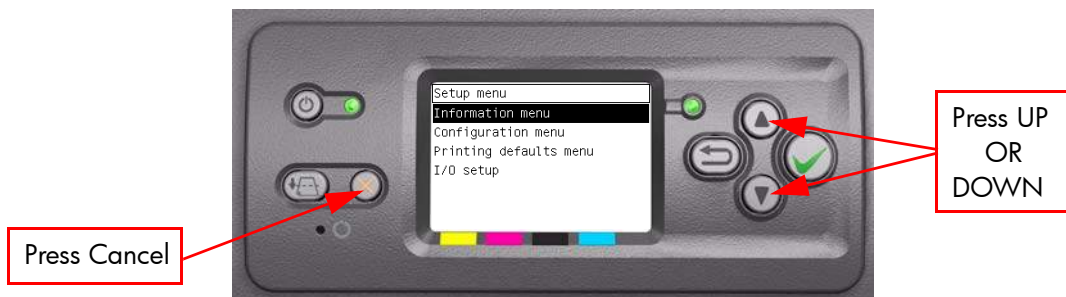 Setup menu
Information menu
Configuration menu
Printing defaults menu
I/O setup
Press UP
OR
DOWN
Press Cancel